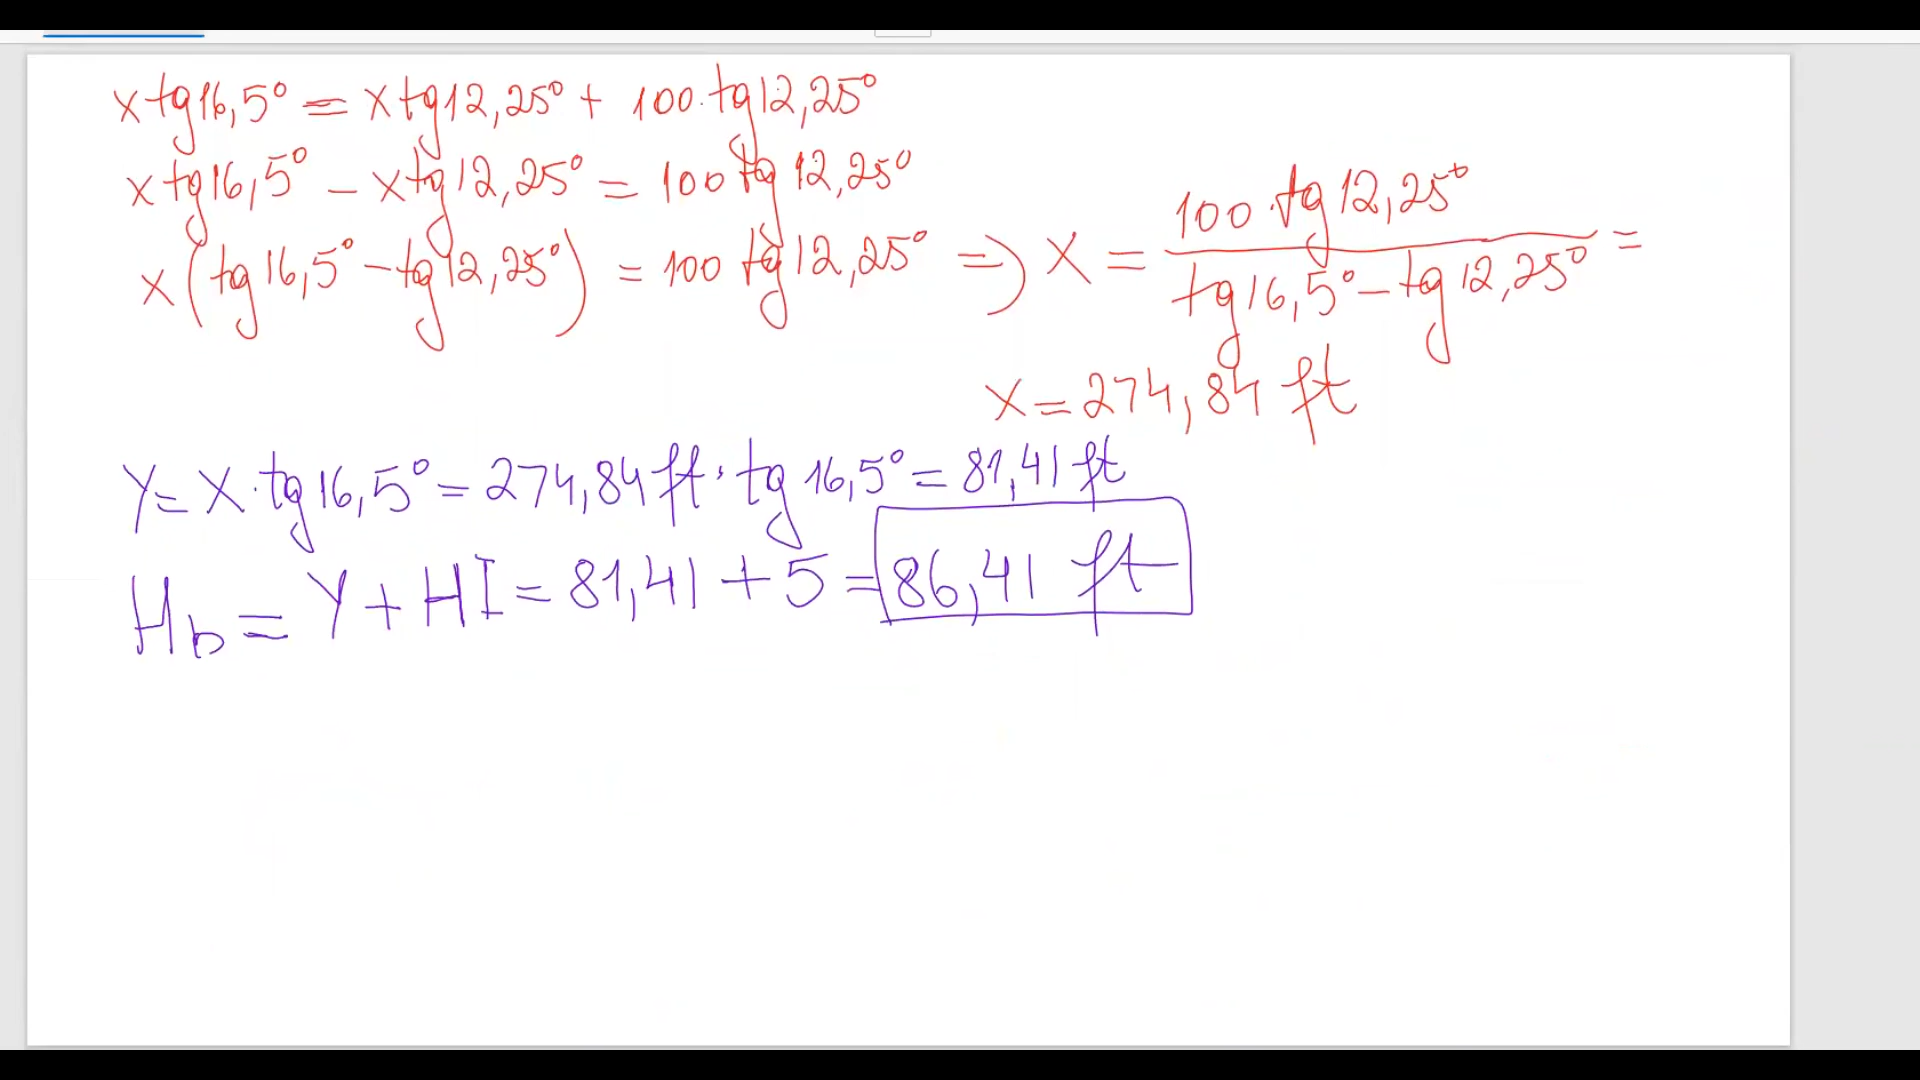 x tg16,5° = x tg12,25° + 100·tg12,25°
x tg16,5° − x tg12,25° = 100 tg 12,25°
x (tg16,5° − tg12,25°) = 100 tg12,25° => X = 100·tg12,25° / tg16,5° − tg12,25° =
x = 274,84 ft
Y = X·tg16,5° = 274,84 ft · tg 16,5° = 81,41 ft
Hb = Y + HI = 81,41 + 5 = 86,41 ft